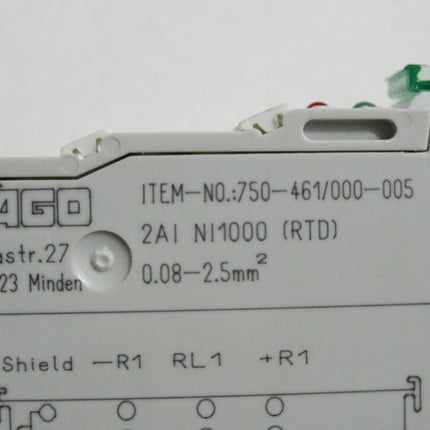 AGO
ITEM-NO.:750-461/000-005
2AI NI1000 (RTD)
astr.27
23 Minden
0.08-2.5mm²
Shield -R1 RL1 +R1